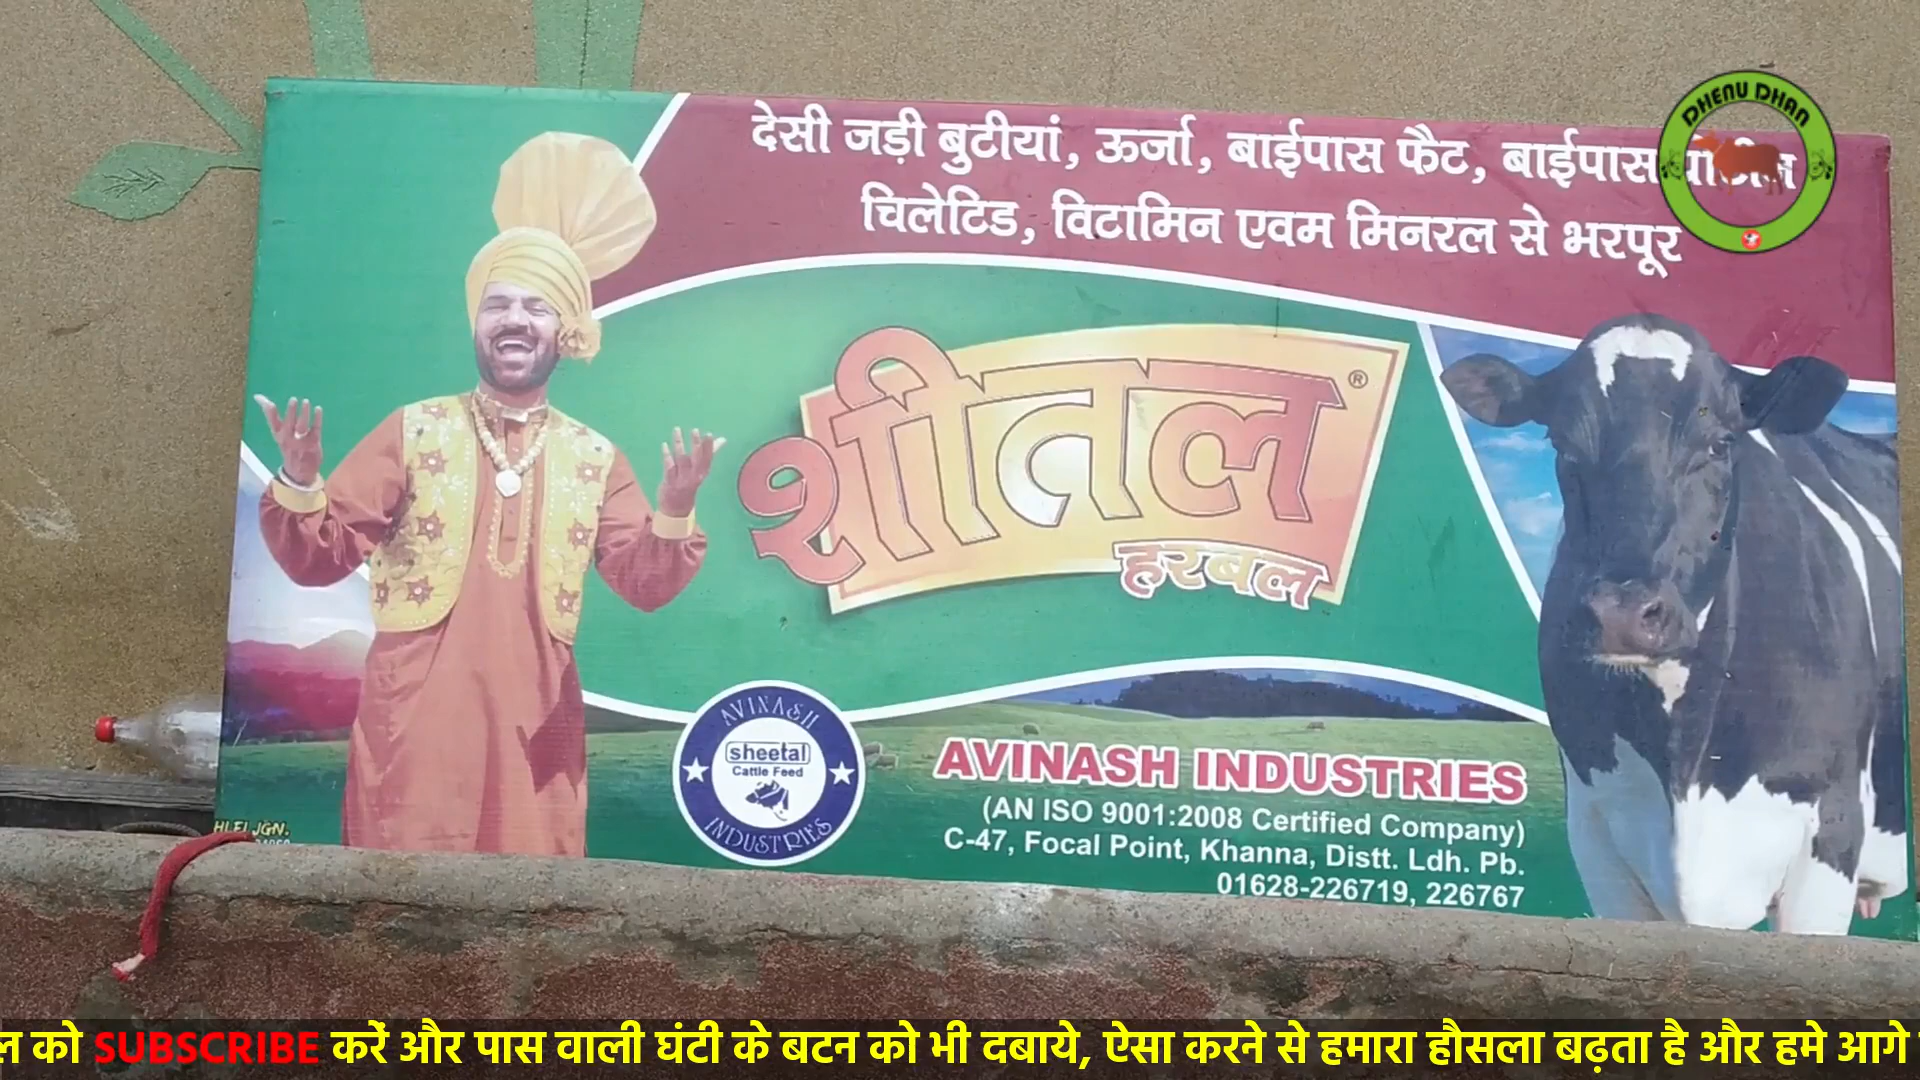 DHENU DHAN
देसी जड़ी बुटीयां, ऊर्जा, बाईपास फैट, बाईपास
चिलेटिड, विटामिन एवम मिनरल से भरपूर
शीतल ®
हरबल
AVINASH
sheetal
Cattle Feed
INDUSTRIES
AVINASH INDUSTRIES
(AN ISO 9001:2008 Certified Company)
C-47, Focal Point, Khanna, Distt. Ldh. Pb.
01628-226719, 226767
JGN.
को SUBSCRIBE करें और पास वाली घंटी के बटन को भी दबाये, ऐसा करने से हमारा हौसला बढ़ता है और हमे आगे